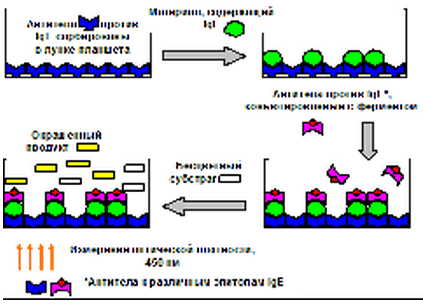 Антитела против
IgE сорбированы
в лунке планшета
Материал, содержащий
IgE
Антитела против IgE*,
конъюгированные с ферментом
Окрашенный
продукт
Бесцветный
субстрат
Измерение оптической плотности,
450 нм
*Антитела к различным эпитопам IgE